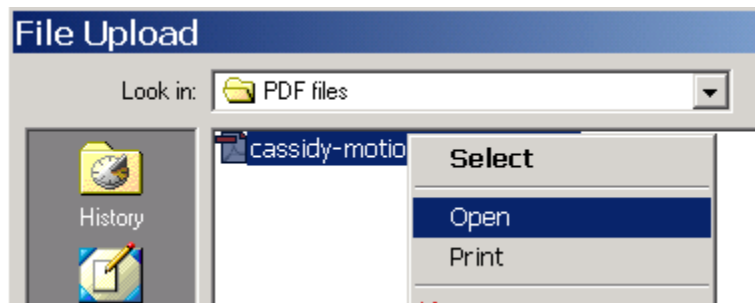 File Upload
Look in: PDF files
cassidy-motio
Select
History
Open
Print